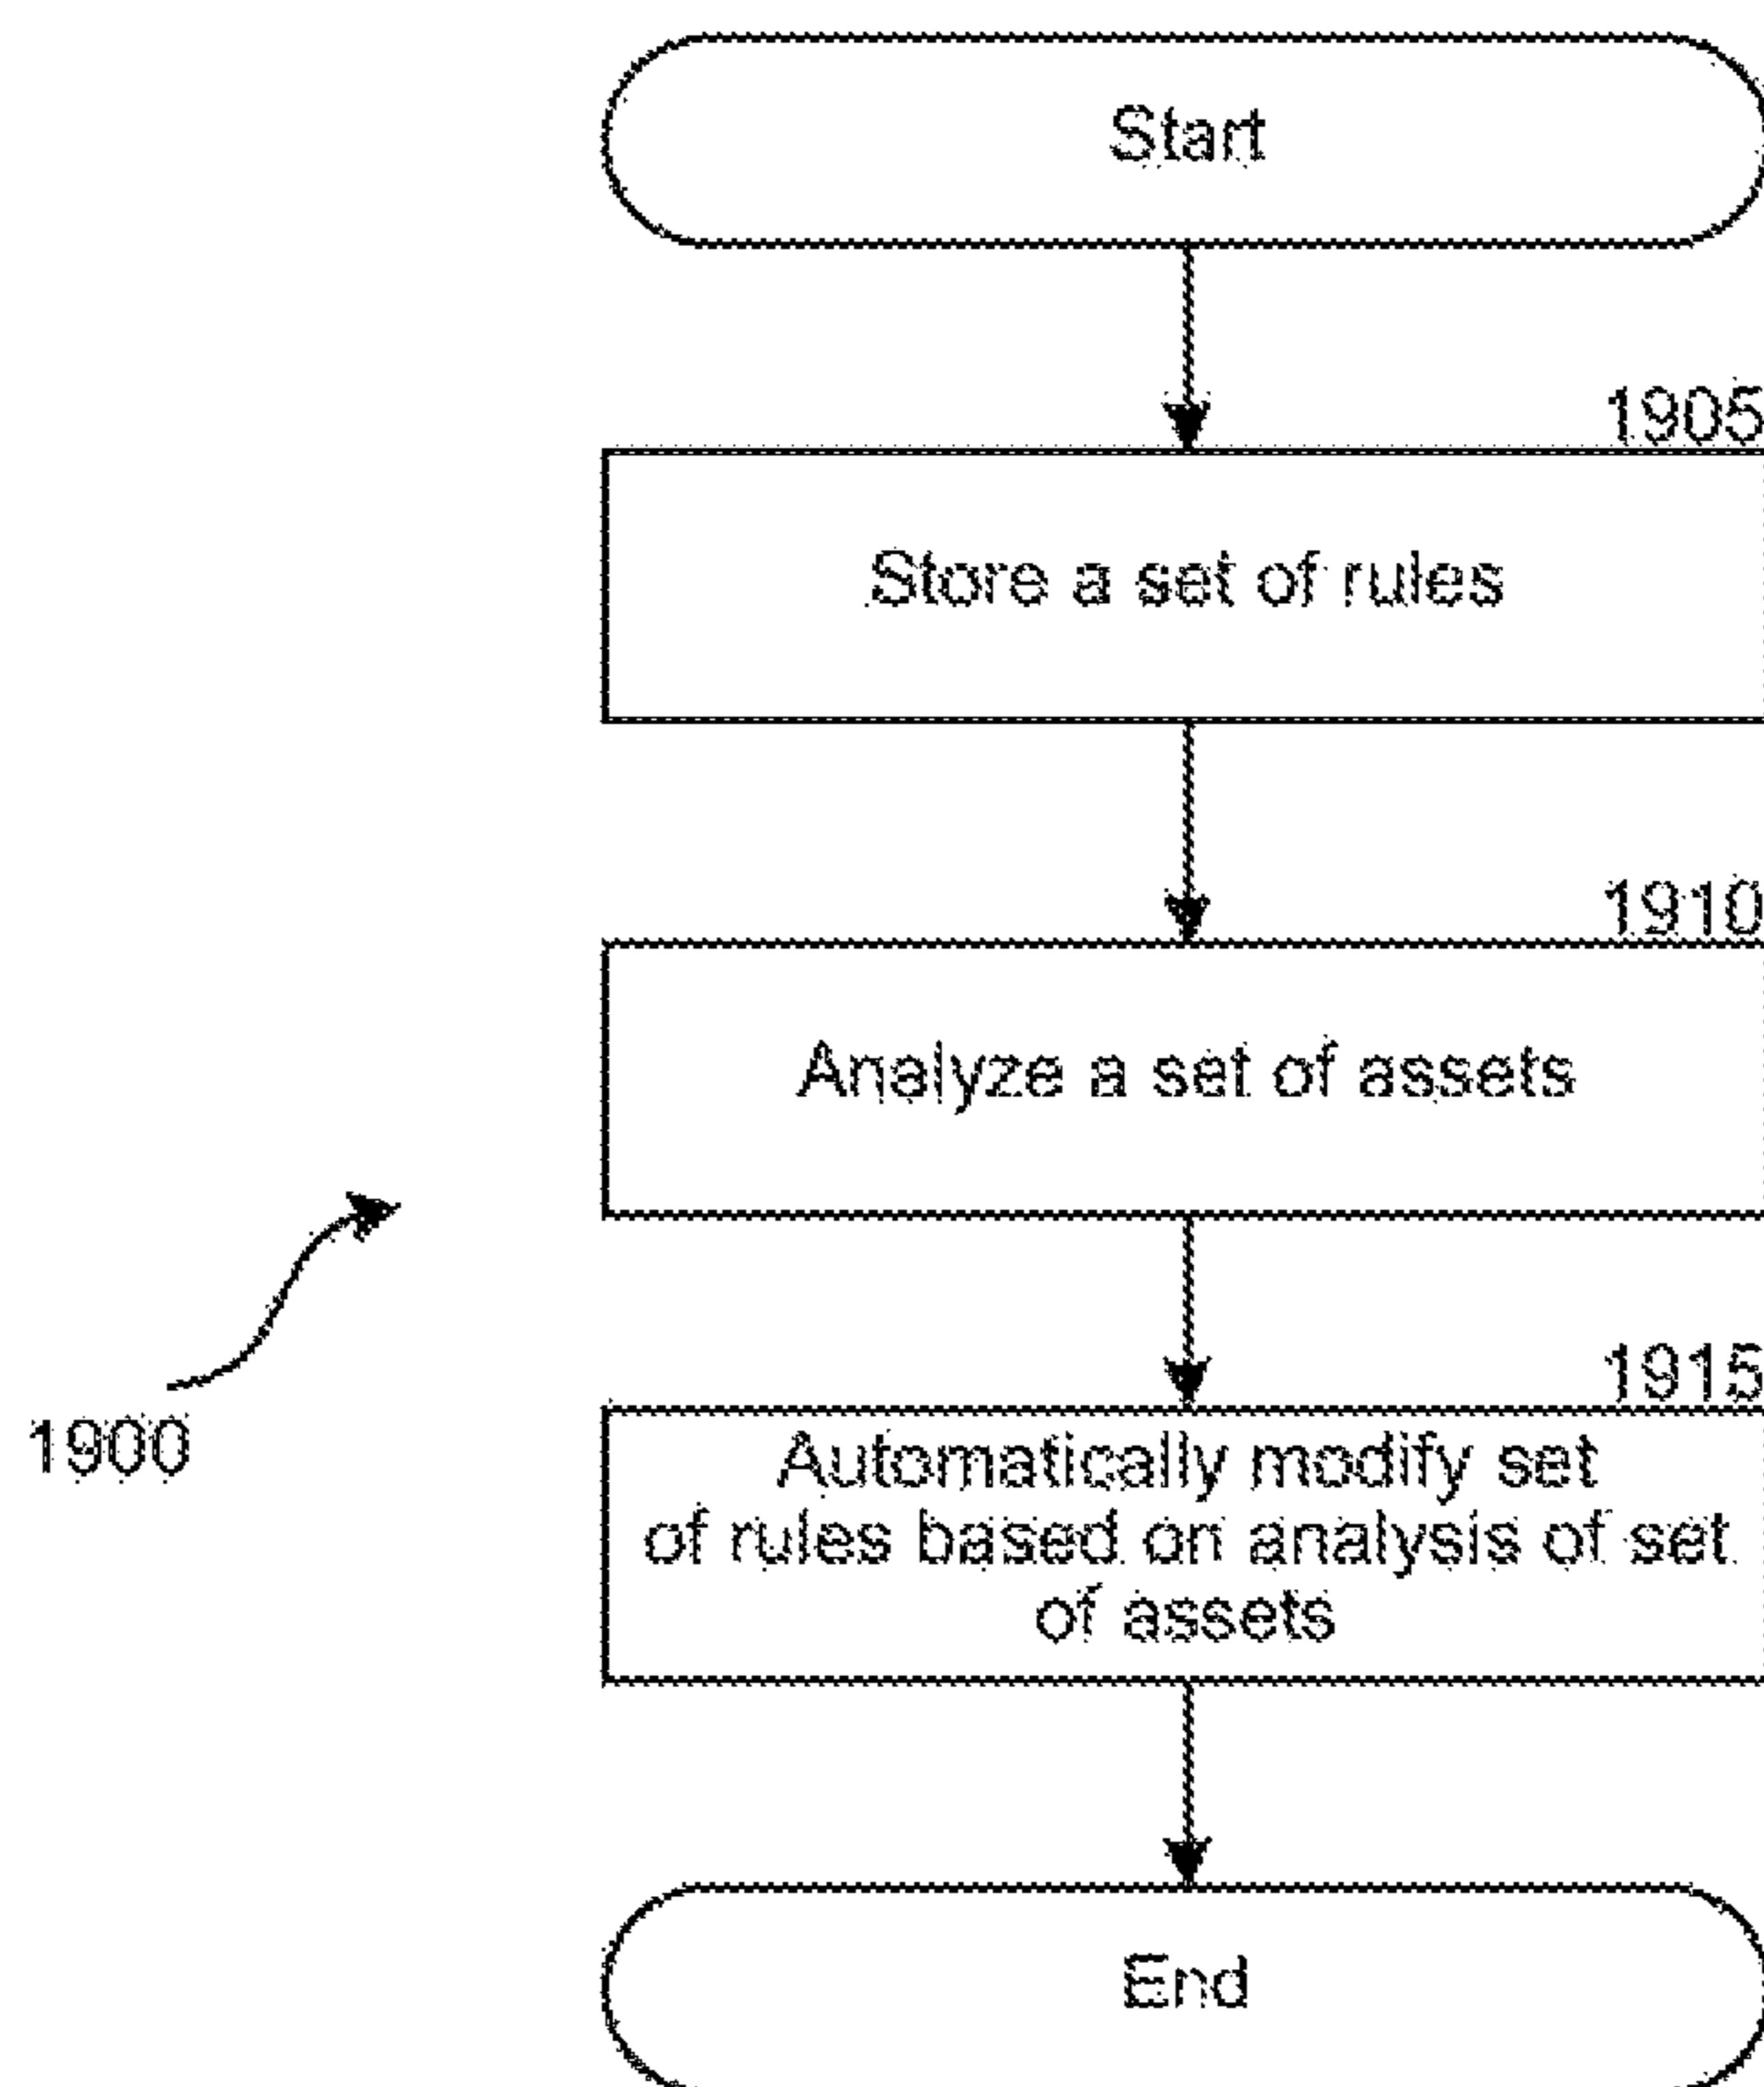 Start
1905
Store a set of rules
1910
Analyze a set of assets
1915
1900
Automatically modify set
of rules based on analysis of set
of assets
End